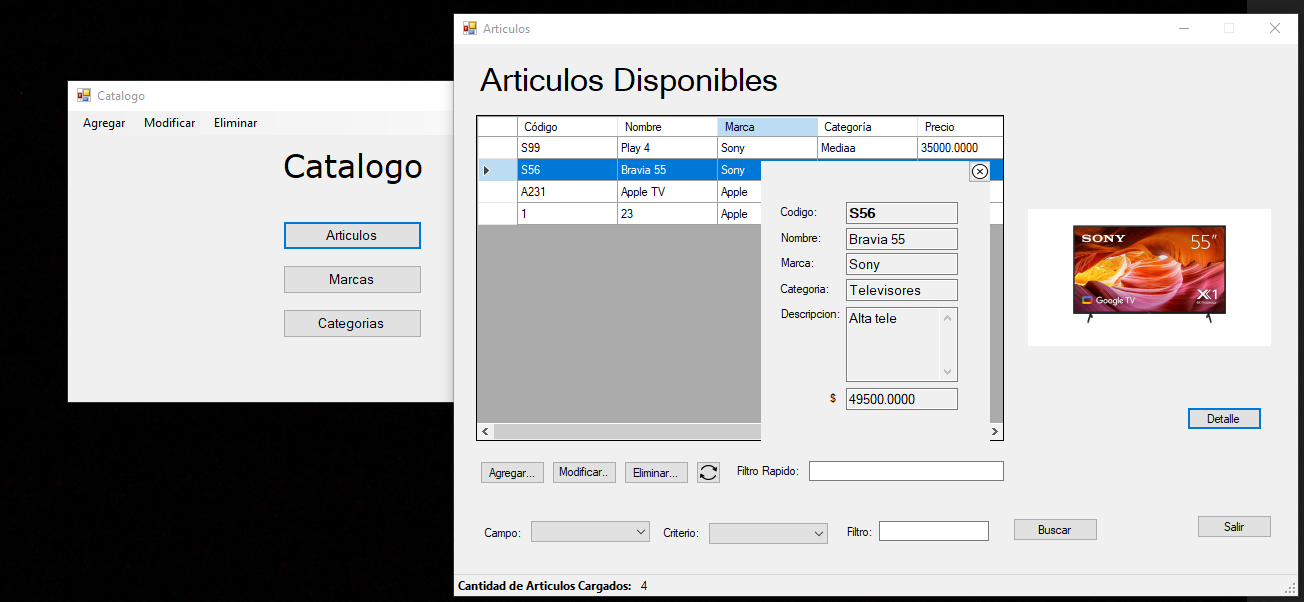 Catalogo
Agregar Modificar Eliminar
Catalogo
Articulos
Marcas
Categorias
Articulos
Articulos Disponibles
Código Nombre Marca Categoría Precio
S99 Play 4 Sony Mediaa 35000.0000
S56 Bravia 55 Sony
A231 Apple TV Apple
1 23 Apple
Codigo: S56
Nombre: Bravia 55
Marca: Sony
Categoria: Televisores
Descripcion: Alta tele
$ 49500.0000
SONY 55"
Google TV X1
Detalle
Agregar... Modificar.. Eliminar... Filtro Rapido:
Campo: Criterio: Filtro: Buscar Salir
Cantidad de Articulos Cargados: 4